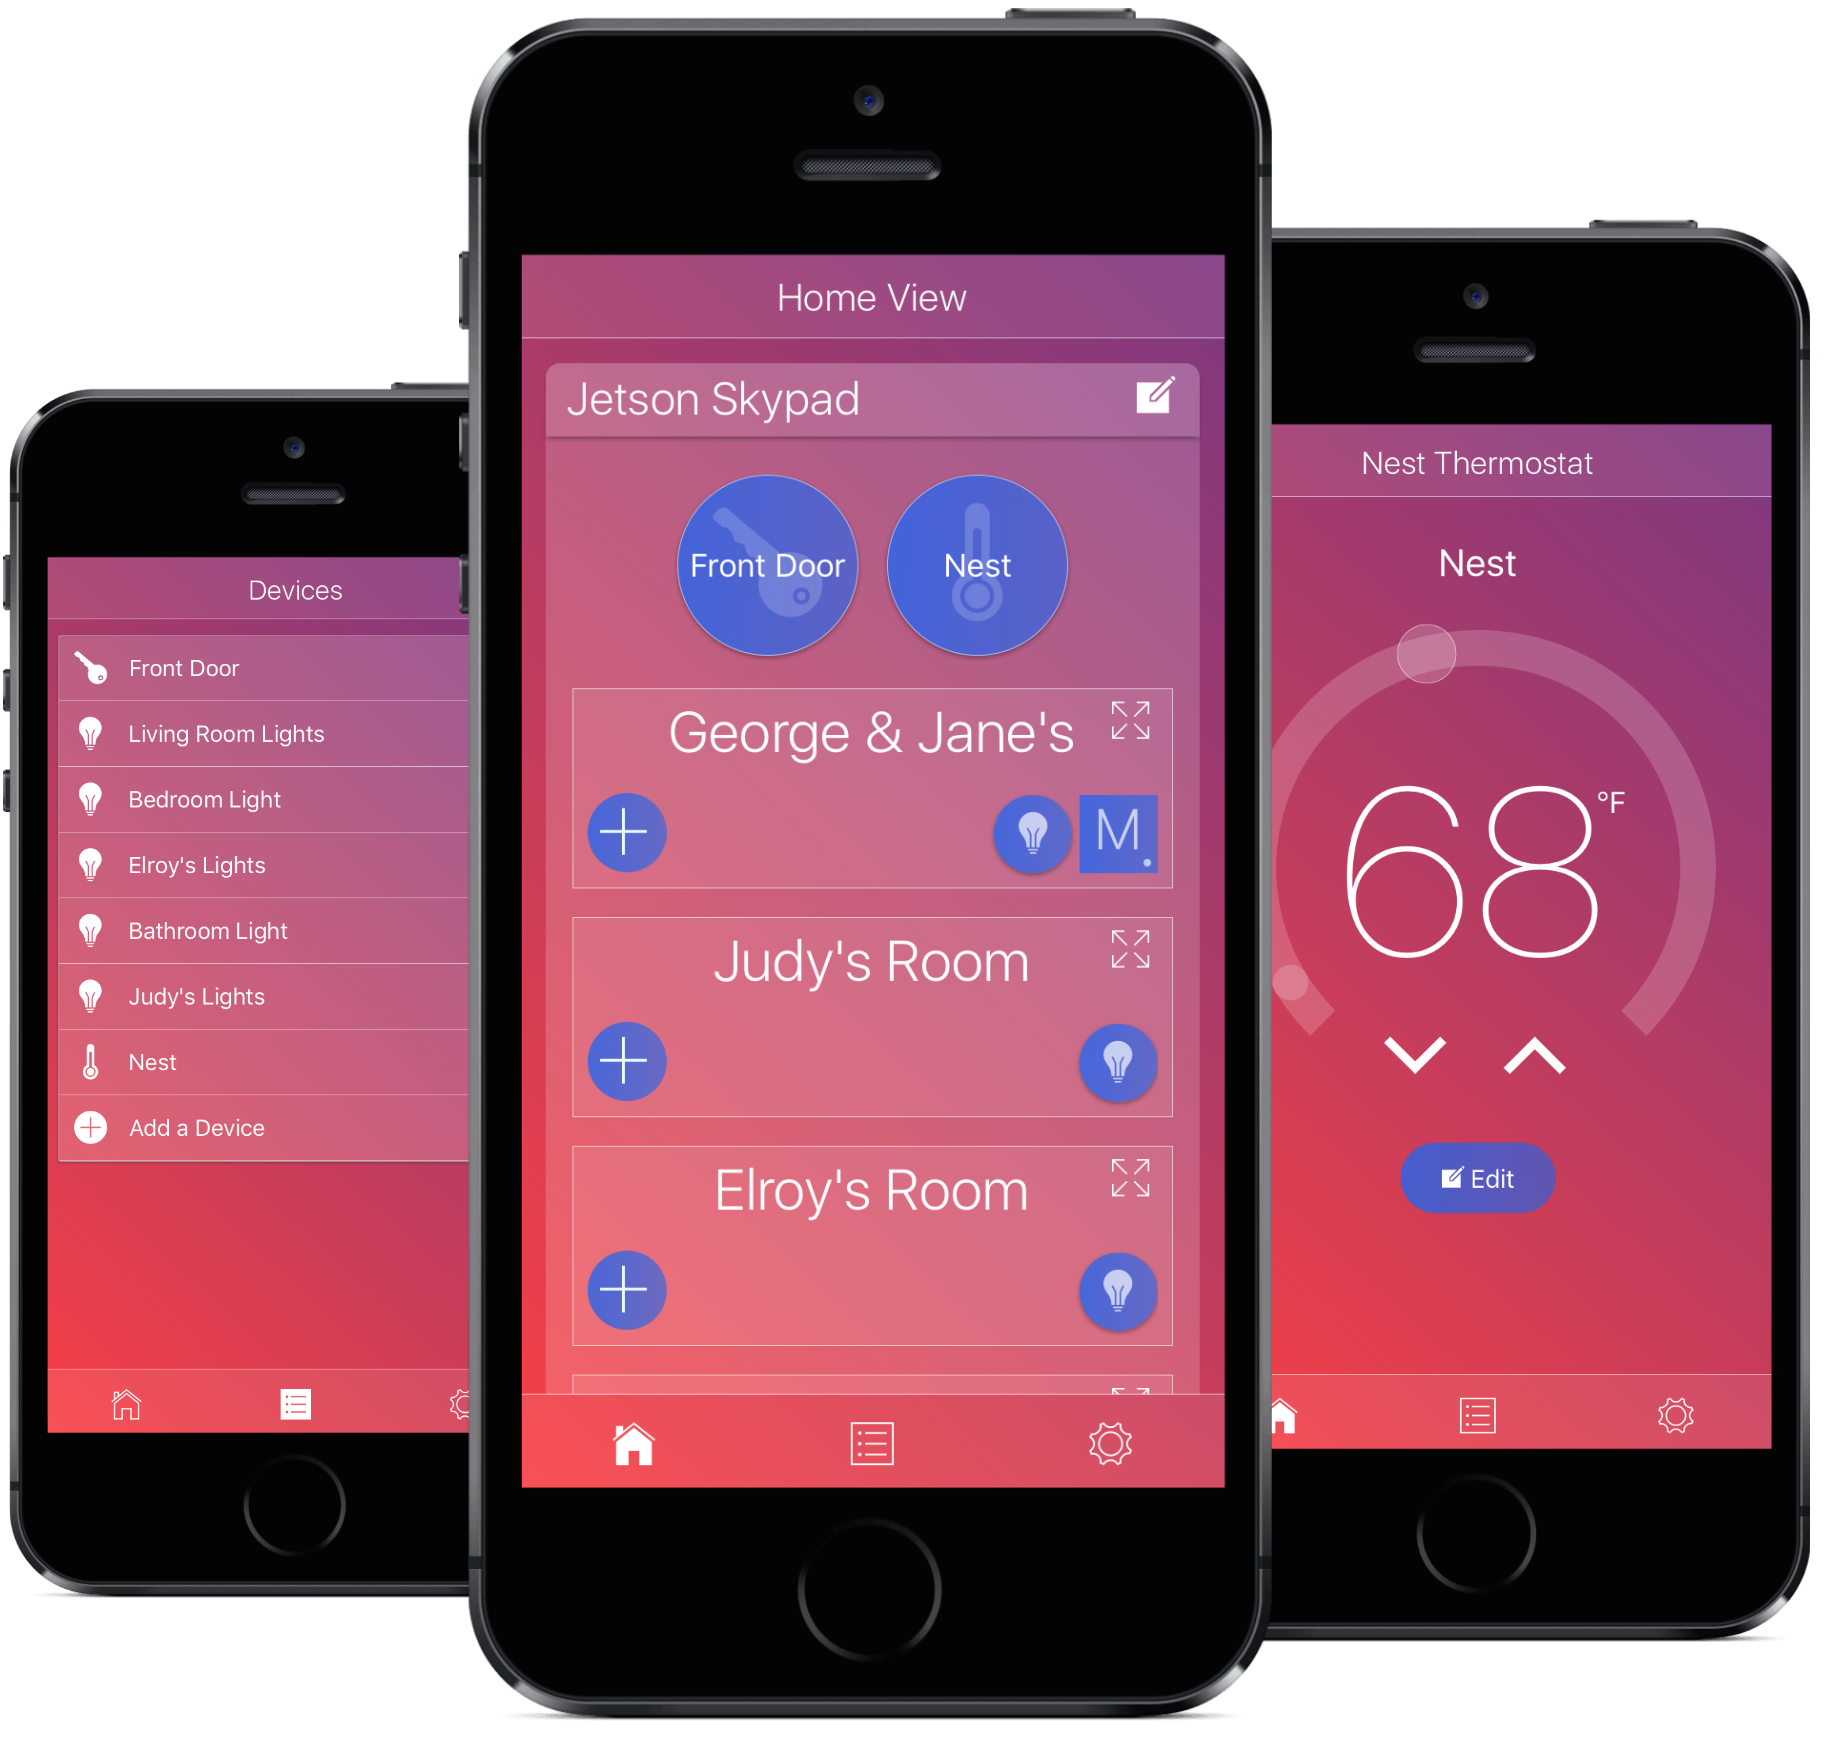 Devices
Front Door
Living Room Lights
Bedroom Light
Elroy's Lights
Bathroom Light
Judy's Lights
Nest
Add a Device
Home View
Jetson Skypad
Front Door
Nest
George & Jane's
M.
Judy's Room
Elroy's Room
Nest Thermostat
Nest
68 °F
Edit